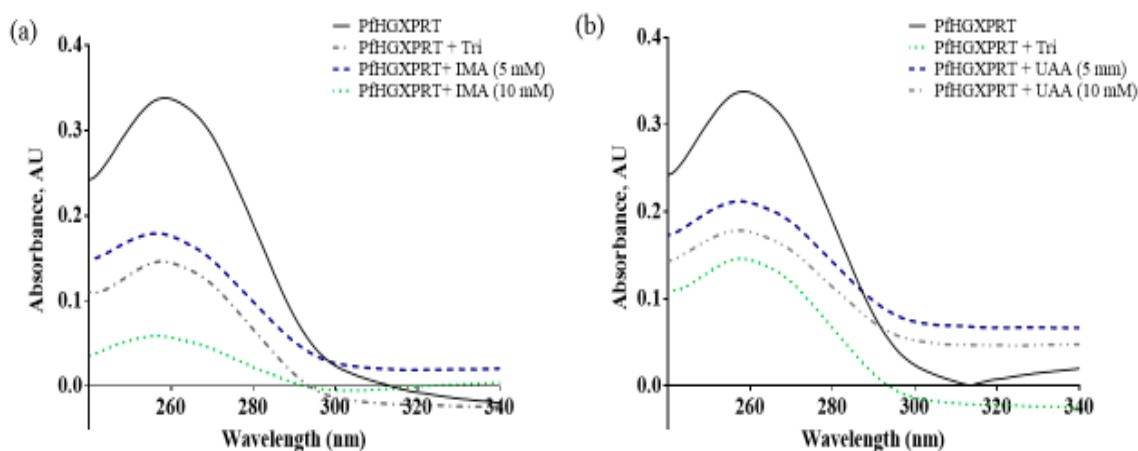 (a)
PfHGXPRT
PfHGXPRT + Tri
PfHGXPRT+ IMA (5 mM)
PfHGXPRT+ IMA (10 mM)
0.4
0.3
0.2
0.1
0.0
Absorbance, AU
260
280
300
320
340
Wavelength (nm)
(b)
PfHGXPRT
PfHGXPRT + Tri
PfHGXPRT + UAA (5 mm)
PfHGXPRT + UAA (10 mM)
0.4
0.3
0.2
0.1
0.0
Absorbance, AU
260
280
300
320
340
Wavelength (nm)